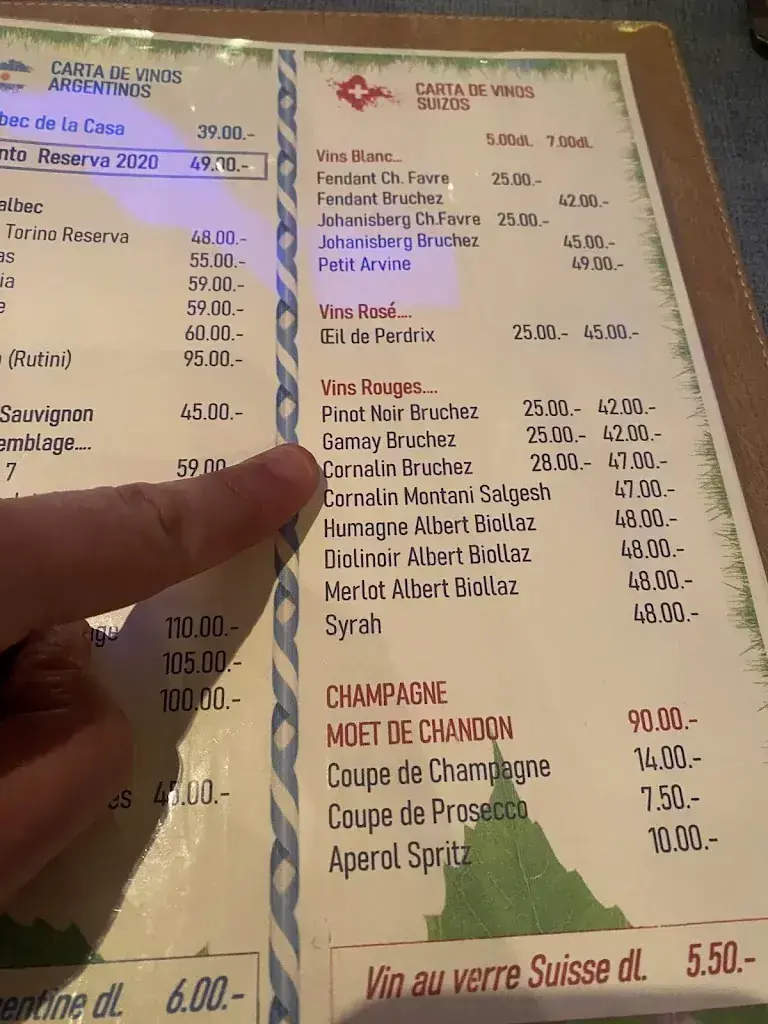 CARTA DE VINOS
ARGENTINOS
de la Casa 39.00.-
Reserva 2020 49.00.-
Torino Reserva 48.00.-
55.00.-
59.00.-
59.00.-
60.00.-
(Rutini) 95.00.-
Sauvignon 45.00.-
7 59.00
110.00.-
105.00.-
100.00.-
dl. 6.00.-
CARTA DE VINOS
SUIZOS
5.00dL 7.00dL
Vins Blanc...
Fendant Ch. Favre 25.00.-
Fendant Bruchez 42.00.-
Johanisberg Ch.Favre 25.00.-
Johanisberg Bruchez 45.00.-
Petit Arvine 49.00.-
Vins Rosé....
Œil de Perdrix 25.00.- 45.00.-
Vins Rouges....
Pinot Noir Bruchez 25.00.- 42.00.-
Gamay Bruchez 25.00.- 42.00.-
Cornalin Bruchez 28.00.- 47.00.-
Cornalin Montani Salgesh 47.00.-
Humagne Albert Biollaz 48.00.-
Diolinoir Albert Biollaz 48.00.-
Merlot Albert Biollaz 48.00.-
Syrah 48.00.-
CHAMPAGNE
MOET DE CHANDON 90.00.-
Coupe de Champagne 14.00.-
Coupe de Prosecco 7.50.-
Aperol Spritz 10.00.-
Vin au verre Suisse dl. 5.50.-